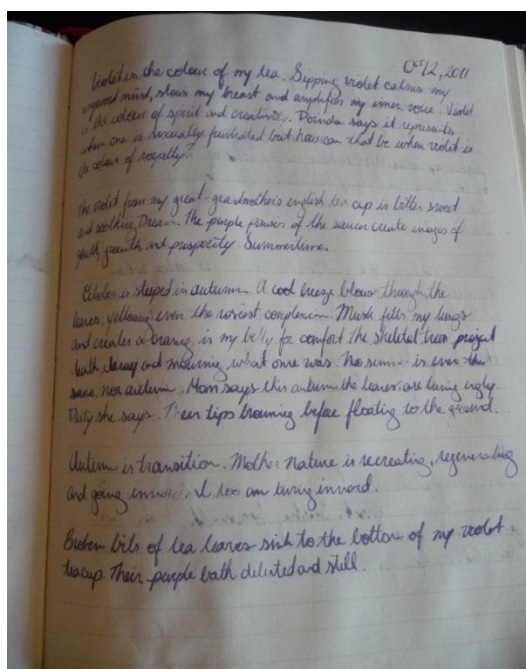 Oct 12, 2011
Violet is the colour of my tea. Sipping violet calms my
mind, slows my breast and amplifies my inner voice. Violet
is the colour of spirit and creativity. Dorinda says it represents
when one is sexually frustrated but how can that be when violet is
the colour of royalty?
The violet from my great-grandmother's english tea cup is bitter sweet
and soothing. Dream. The purple pansies of the saucer create images of
youth, growth and prosperity. Summertime.
October is steeped in autumn. A cool breeze blows through the
leaves, yellowing even the rosiest complexion. Musk fills my lungs
and creates a craving in my belly for comfort. The skeletal trees project
death, decay and mourning, what once was. No summer is ever the
same, nor autumn. Mom says this autumn the leaves are turning ugly.
Dirty she says. Their tips browning before floating to the ground.
Autumn is transition. Mother Nature is recreating, regenerating
and going inward. I too am turing inward.
Broken bits of tea leaves sink to the bottom of my violet
teacup. Their purple bath diluted and still.